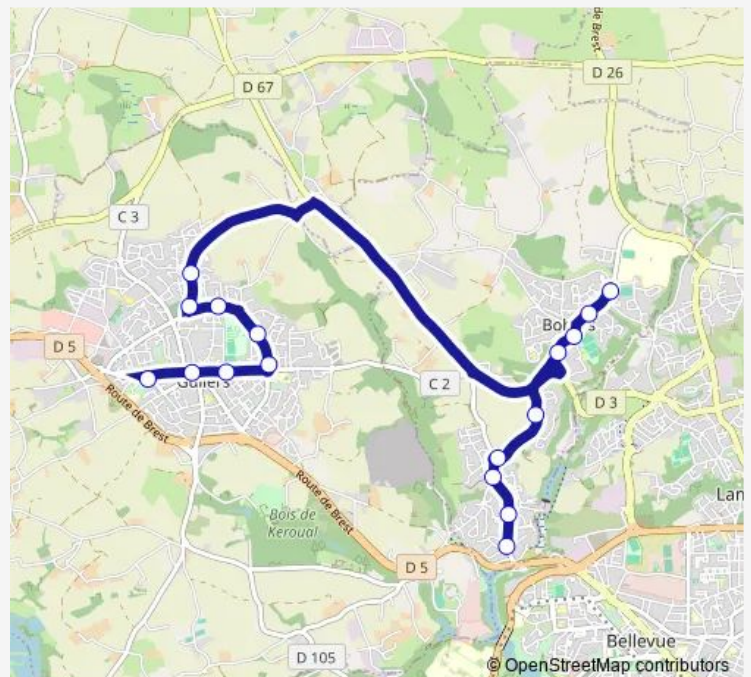 de Brest
D 26
D 67
C 3
D 5
C 2
D 3
Route de Brest
Route de Brest
Bois de
Keroual
D 5
D 105
Bellevue
© OpenStreetMap contributors